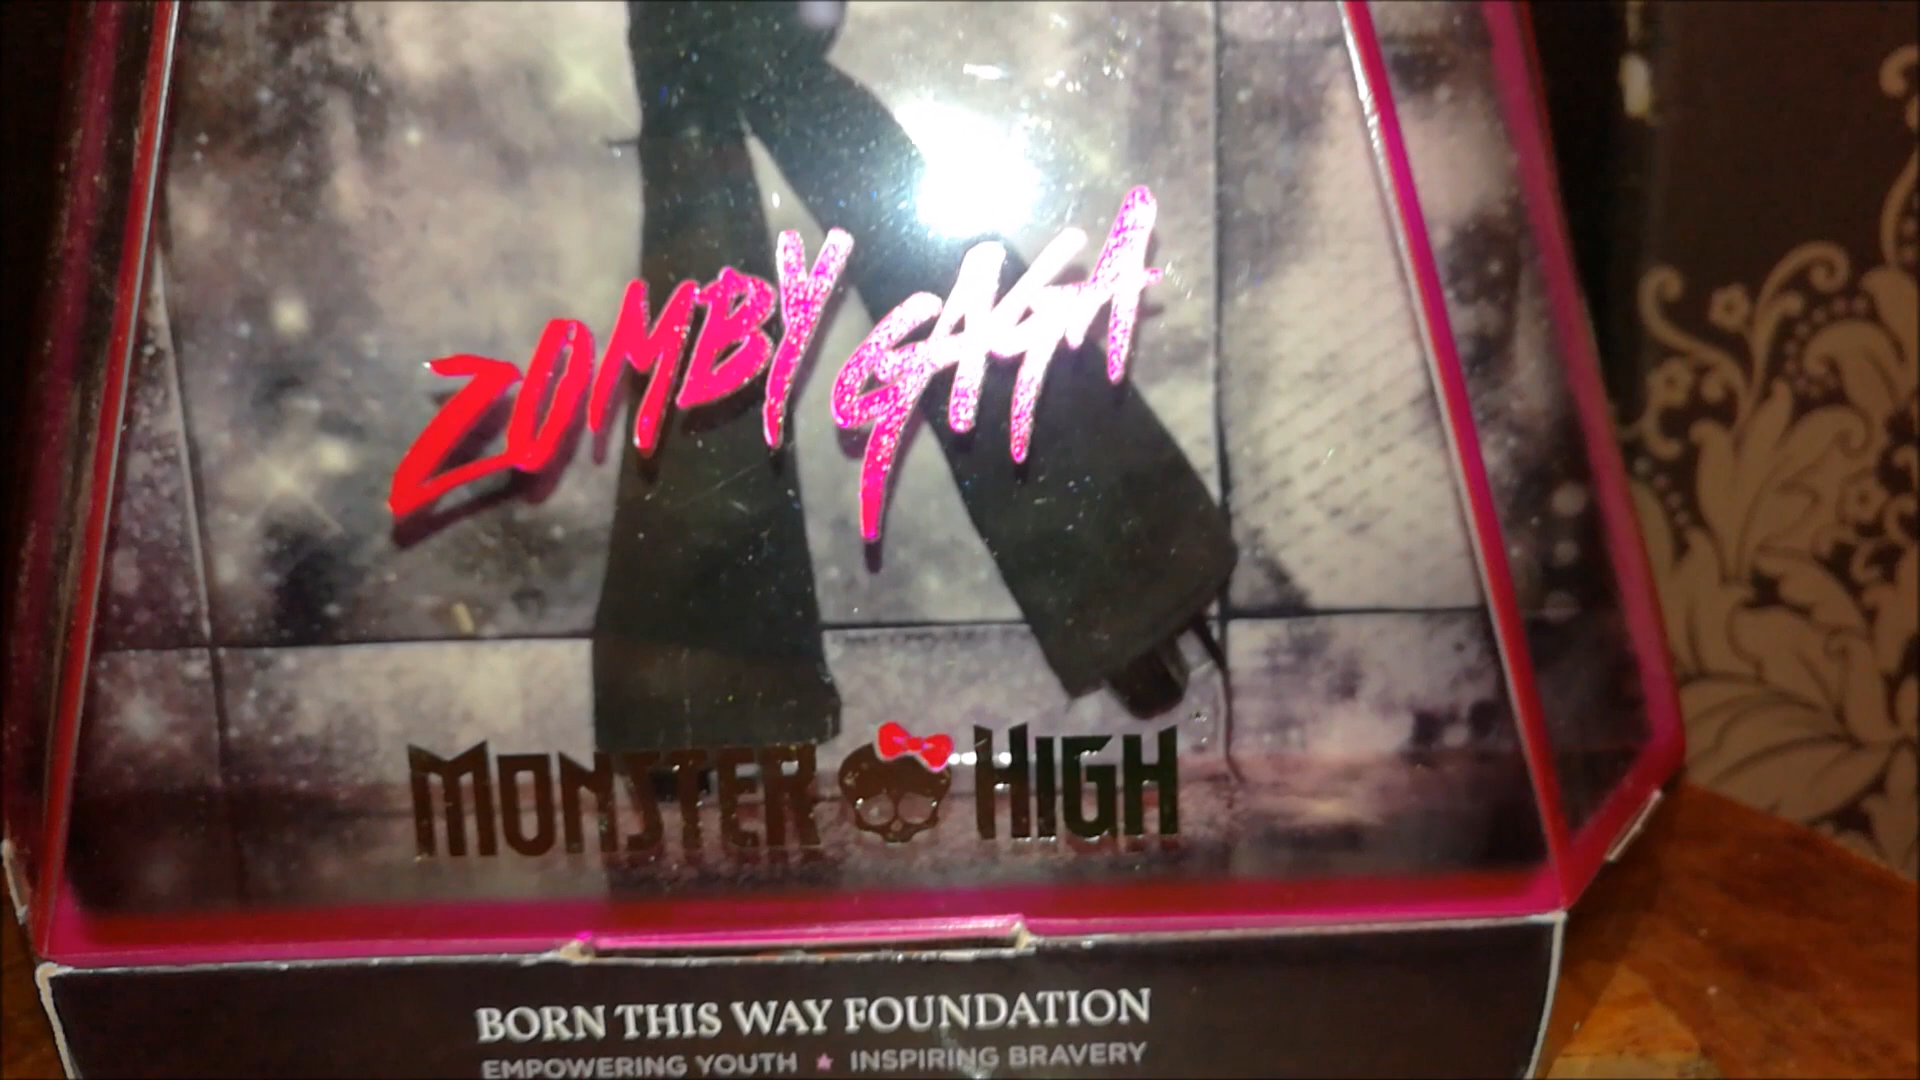 ZOMBY GAGA
MONSTER HIGH
BORN THIS WAY FOUNDATION
EMPOWERING YOUTH ★ INSPIRING BRAVERY